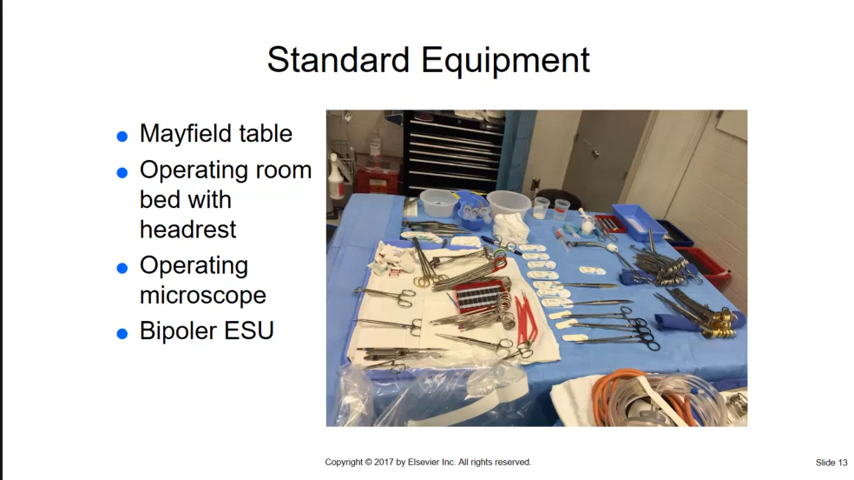 Standard Equipment
Mayfield table
Operating room
bed with
headrest
Operating
microscope
Bipoler ESU
Copyright © 2017 by Elsevier Inc. All rights reserved.
Slide 13